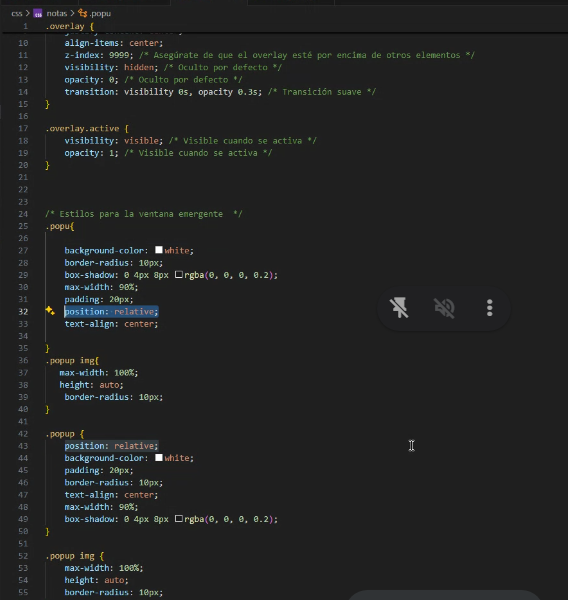 css > notas > .popu
1 .overlay {
10 align-items: center;
11 z-index: 9999; /* Asegúrate de que el overlay esté por encima de otros elementos */
12 visibility: hidden; /* Oculto por defecto */
13 opacity: 0; /* Oculto por defecto */
14 transition: visibility 0s, opacity 0.3s; /* Transición suave */
15 }
16
17 .overlay.active {
18 visibility: visible; /* Visible cuando se activa */
19 opacity: 1; /* Visible cuando se activa */
20 }
21
22
23
24 /* Estilos para la ventana emergente */
25 .popu{
26
27 background-color: white;
28 border-radius: 10px;
29 box-shadow: 0 4px 8px rgba(0, 0, 0, 0.2);
30 max-width: 90%;
31 padding: 20px;
32 position: relative;
33 text-align: center;
34
35 }
36 .popup img{
37 max-width: 100%;
38 height: auto;
39 border-radius: 10px;
40 }
41
42 .popup {
43 position: relative;
44 background-color: white;
45 padding: 20px;
46 border-radius: 10px;
47 text-align: center;
48 max-width: 90%;
49 box-shadow: 0 4px 8px rgba(0, 0, 0, 0.2);
50 }
51
52 .popup img {
53 max-width: 100%;
54 height: auto;
55 border-radius: 10px;